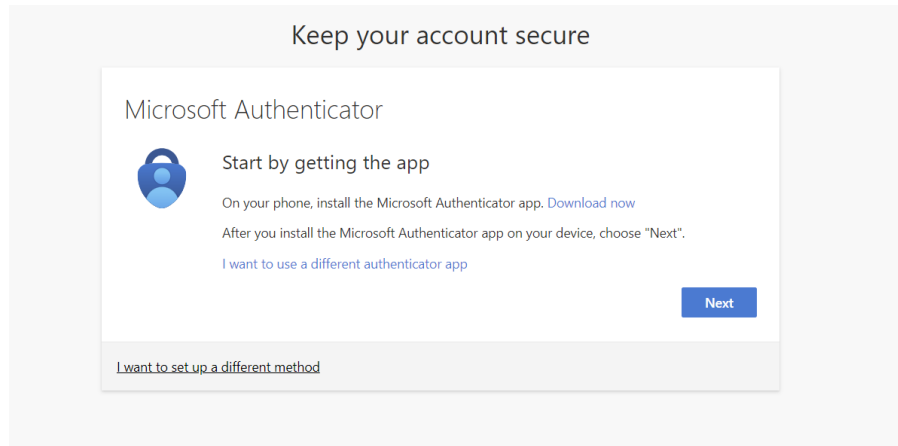 Keep your account secure
Microsoft Authenticator
Start by getting the app
On your phone, install the Microsoft Authenticator app. Download now
After you install the Microsoft Authenticator app on your device, choose "Next".
I want to use a different authenticator app
Next
I want to set up a different method